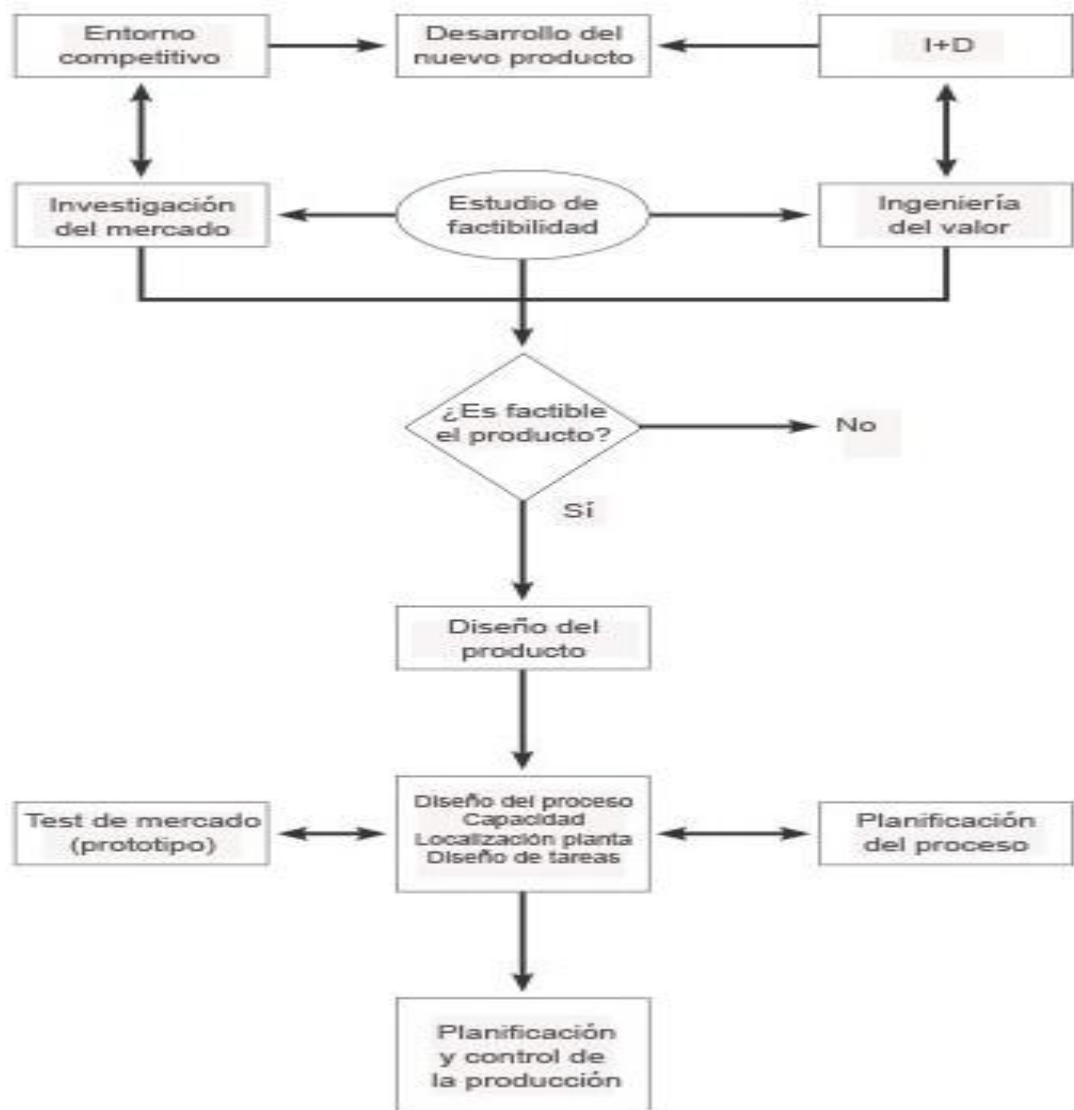 Entorno
competitivo
Desarrollo del
nuevo producto
I+D
Investigación
del mercado
Estudio de
factibilidad
Ingeniería
del valor
¿Es factible
el producto?
No
Sí
Diseño del
producto
Test de mercado
(prototipo)
Diseño del proceso
Capacidad
Localización planta
Diseño de tareas
Planificación
del proceso
Planificación
y control de
la producción